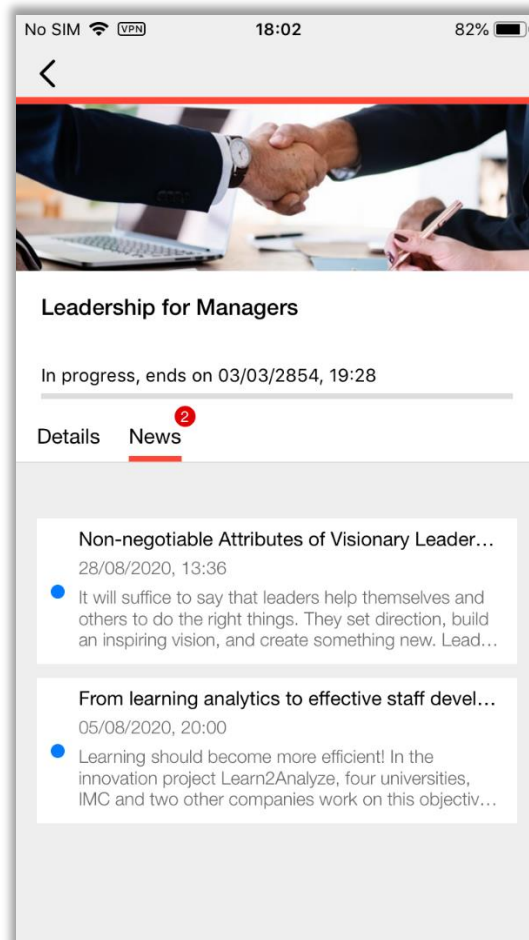 No SIM VPN 18:02 82%
Leadership for Managers
In progress, ends on 03/03/2854, 19:28
2
Details News
Non-negotiable Attributes of Visionary Leader...
28/08/2020, 13:36
It will suffice to say that leaders help themselves and
others to do the right things. They set direction, build
an inspiring vision, and create something new. Lead...
From learning analytics to effective staff devel...
05/08/2020, 20:00
Learning should become more efficient! In the
innovation project Learn2Analyze, four universities,
IMC and two other companies work on this objectiv...